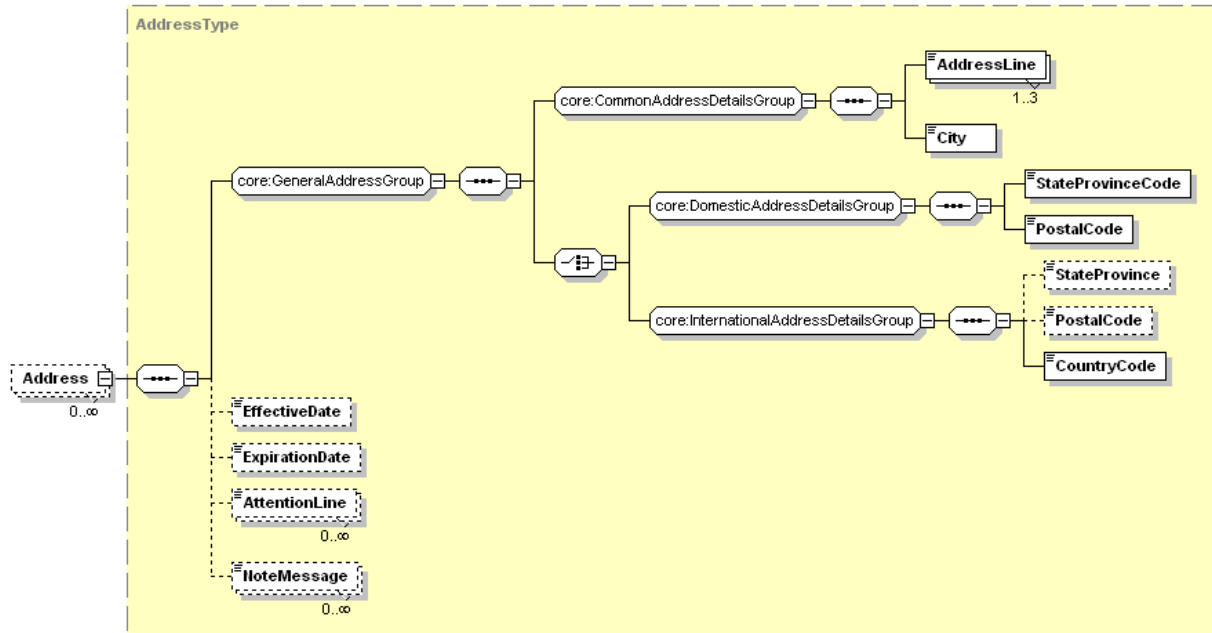 AddressType
AddressLine
1..3
core:CommonAddressDetailsGroup
City
core:GeneralAddressGroup
StateProvinceCode
core:DomesticAddressDetailsGroup
PostalCode
StateProvince
core:InternationalAddressDetailsGroup
PostalCode
CountryCode
Address
0..∞
EffectiveDate
ExpirationDate
AttentionLine
0..∞
NoteMessage
0..∞